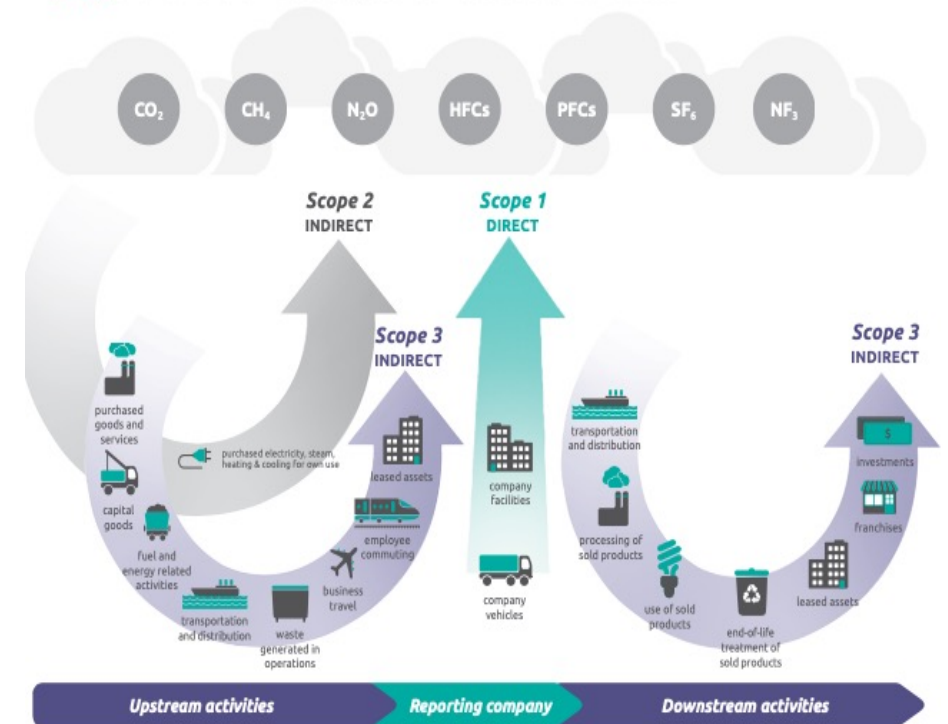 CO₂
CH₄
N₂O
HFCs
PFCs
SF₆
NF₃
Scope 2
INDIRECT
Scope 1
DIRECT
Scope 3
INDIRECT
Scope 3
INDIRECT
purchased
goods and
services
capital
goods
fuel and
energy related
activities
transportation
and distribution
waste
generated in
operations
business
travel
employee
commuting
leased assets
purchased electricity, steam,
heating & cooling for own use
company
facilities
company
vehicles
transportation
and distribution
processing of
sold products
use of sold
products
end-of-life
treatment of
sold products
leased assets
franchises
investments
$
Upstream activities
Reporting company
Downstream activities